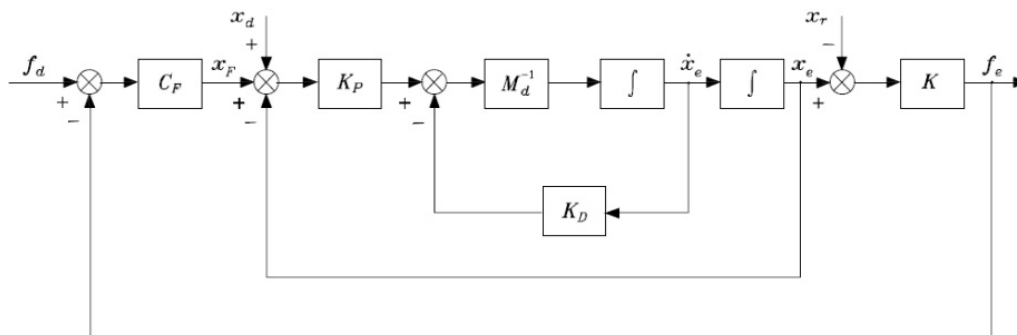 x_d
x_r
f_d
C_F
x_F
K_P
M_d^{-1}
∫
ẋ_e
∫
x_e
K
f_e
+
−
+
+
−
+
−
−
+
K_D